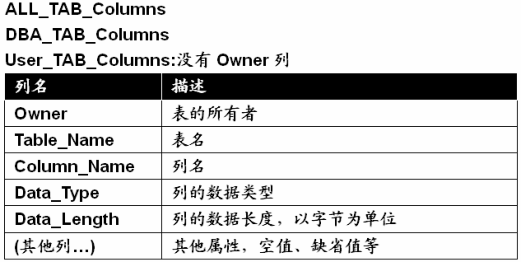 ALL_TAB_Columns
DBA_TAB_Columns
User_TAB_Columns:没有 Owner 列
列名 描述
Owner 表的所有者
Table_Name 表名
Column_Name 列名
Data_Type 列的数据类型
Data_Length 列的数据长度，以字节为单位
(其他列...) 其他属性，空值、缺省值等